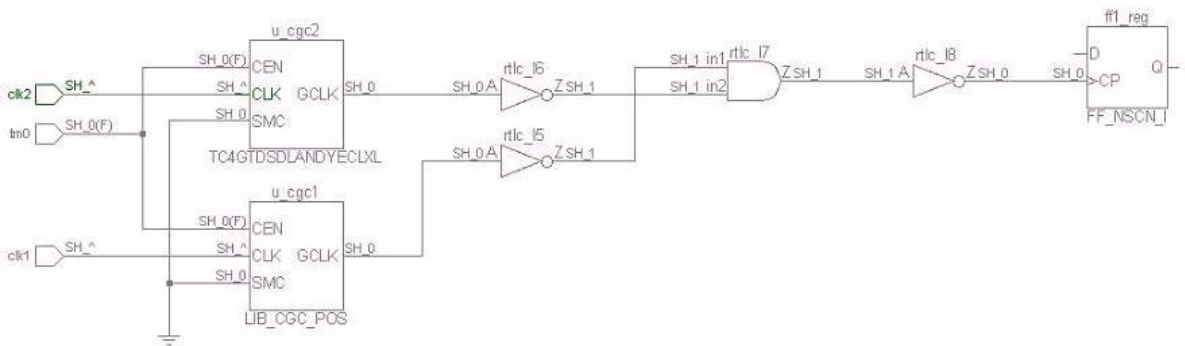 u_cgc2
SH_0(F) CEN
clk2 SH_^ SH_^ CLK GCLK SH_0
tm0 SH_0(F) SH_0 SMC
TC4GTDSDLANDYECLXL
u_cgc1
SH_0(F) CEN
clk1 SH_^ SH_^ CLK GCLK SH_0
SH_0 SMC
LIB_CGC_POS
rtlc_I6
SH_0 A Z SH_1
rtlc_I5
SH_0 A Z SH_1
rtlc_I7
SH_1 in1
SH_1 in2
Z SH_1
rtlc_I8
SH_1 A Z SH_0
ff1_reg
D
Q
SH_0 CP
FF_NSCN_I